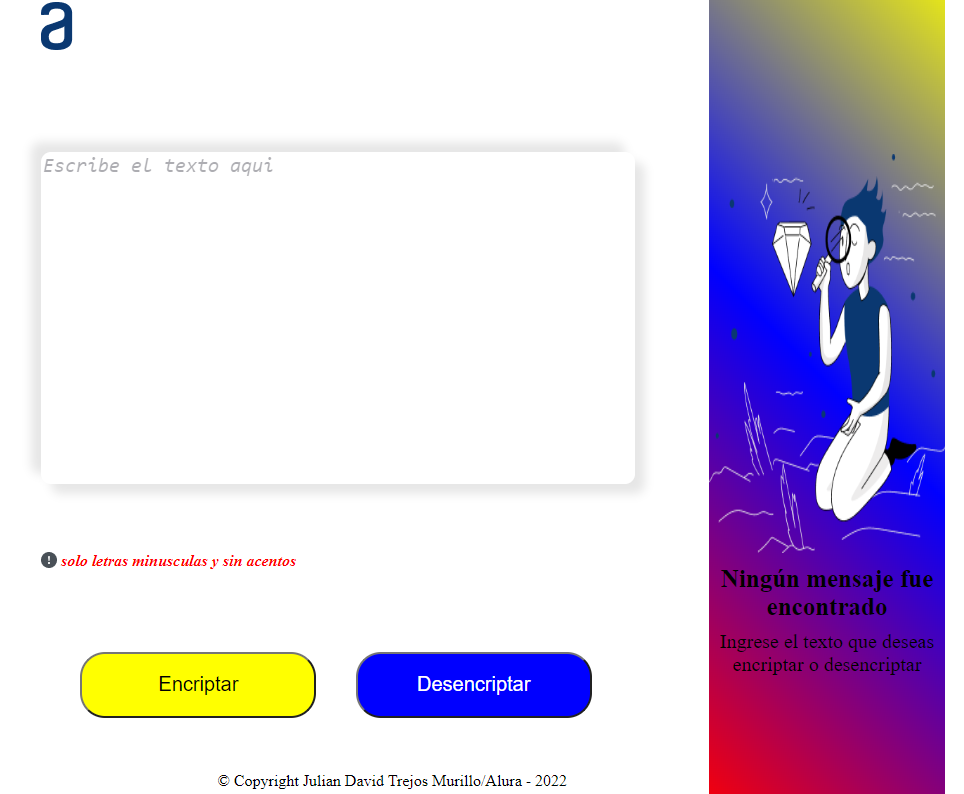 a
Escribe el texto aqui
solo letras minusculas y sin acentos
Encriptar
Desencriptar
© Copyright Julian David Trejos Murillo/Alura - 2022
Ningún mensaje fue
encontrado
Ingrese el texto que deseas
encriptar o desencriptar